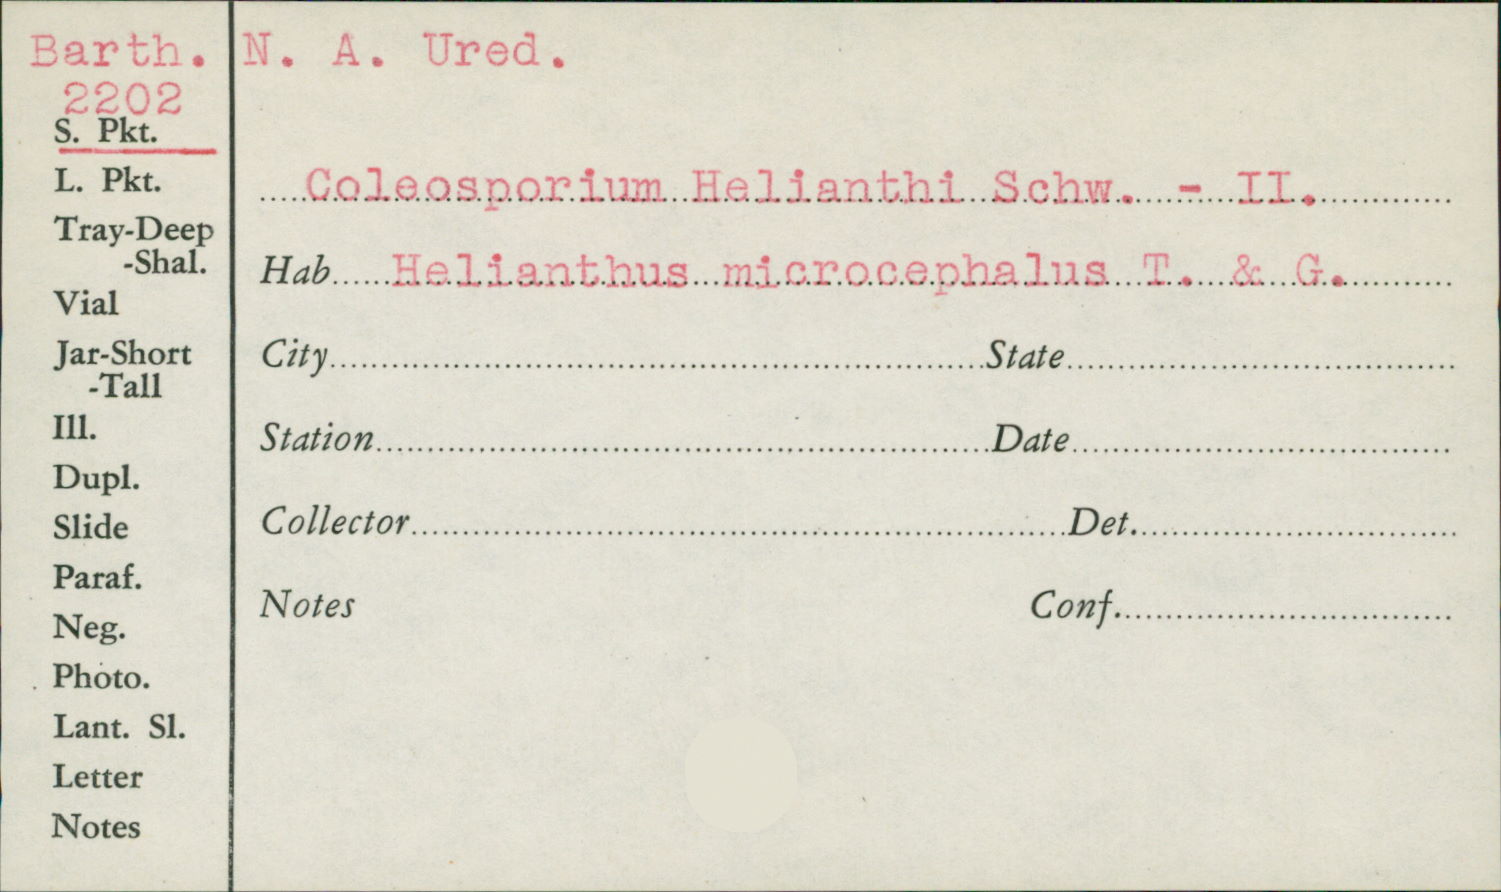 Barth. N. A. Ured.
2202
S. Pkt.
L. Pkt.
Tray-Deep
-Shal.
Vial
Jar-Short
-Tall
Ill.
Dupl.
Slide
Paraf.
Neg.
Photo.
Lant. Sl.
Letter
Notes
Coleosporium Helianthi Schw. - II.
Hab Helianthus microcephalus T. & G.
City State
Station Date
Collector Det.
Notes Conf.